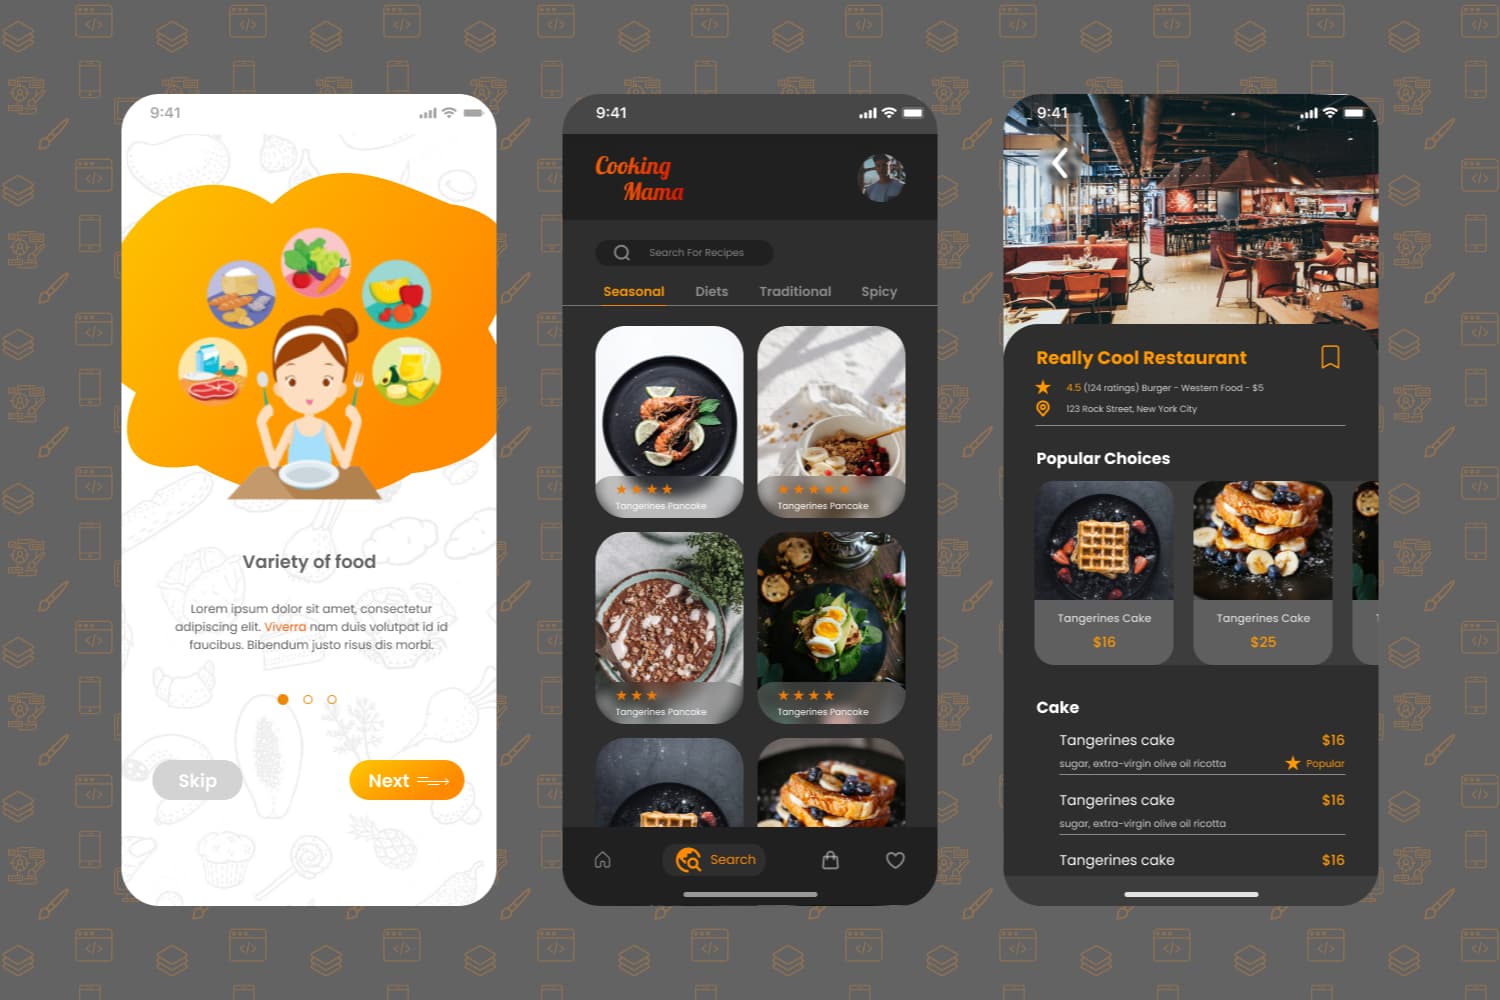 9:41
Variety of food
Lorem ipsum dolor sit amet, consectetur
adipiscing elit. Viverra nam duis volutpat id id
faucibus. Bibendum justo risus dis morbi.
Skip
Next
9:41
Cooking
Mama
Search For Recipes
Seasonal Diets Traditional Spicy
Tangerines Pancake
Tangerines Pancake
Tangerines Pancake
Tangerines Pancake
Search
9:41
Really Cool Restaurant
4.5 (124 ratings) Burger - Western Food - $5
123 Rock Street, New York City
Popular Choices
Tangerines Cake
$16
Tangerines Cake
$25
Cake
Tangerines cake $16
sugar, extra-virgin olive oil ricotta Popular
Tangerines cake $16
sugar, extra-virgin olive oil ricotta
Tangerines cake $16